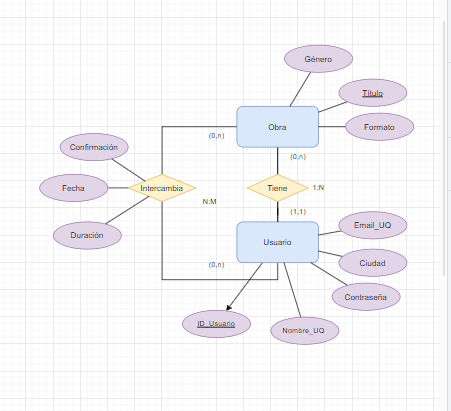 Género
Título
Obra
Formato
(0,n)
Confirmación
(0,n)
Fecha
Intercambia
Tiene
1:N
N:M
(1,1)
Duración
Email_UQ
Usuario
(0,n)
Ciudad
Contraseña
ID_Usuario
Nombre_UQ